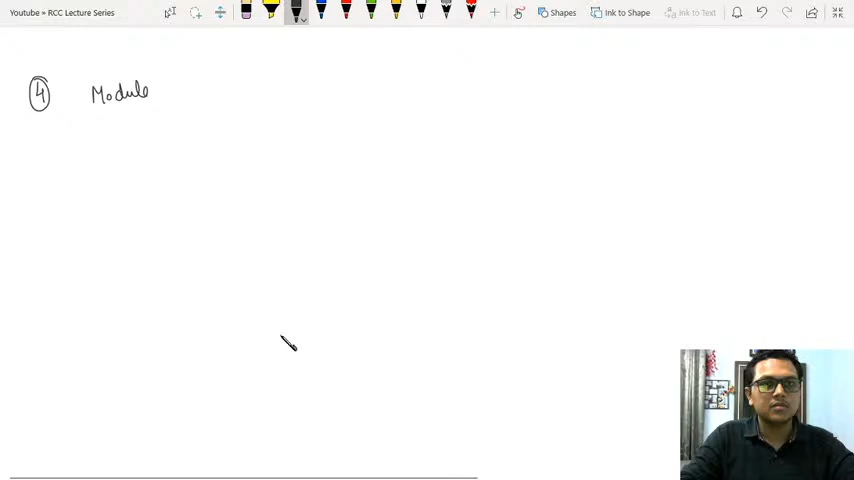 Youtube » RCC Lecture Series
Shapes
Ink to Shape
Ink to Text
4 Module